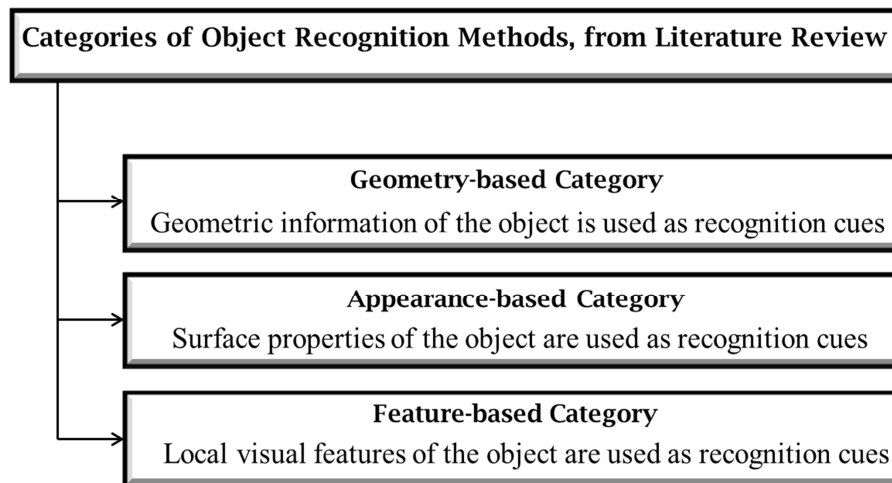 Categories of Object Recognition Methods, from Literature Review
Geometry-based Category
Geometric information of the object is used as recognition cues
Appearance-based Category
Surface properties of the object are used as recognition cues
Feature-based Category
Local visual features of the object are used as recognition cues